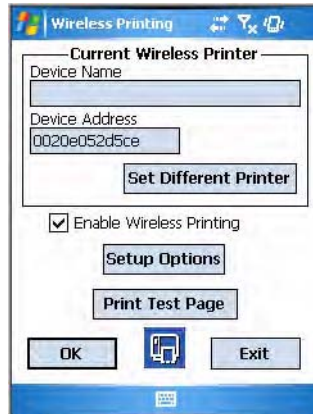 Wireless Printing
Current Wireless Printer
Device Name
Device Address
0020e052d5ce
Set Different Printer
Enable Wireless Printing
Setup Options
Print Test Page
OK
Exit